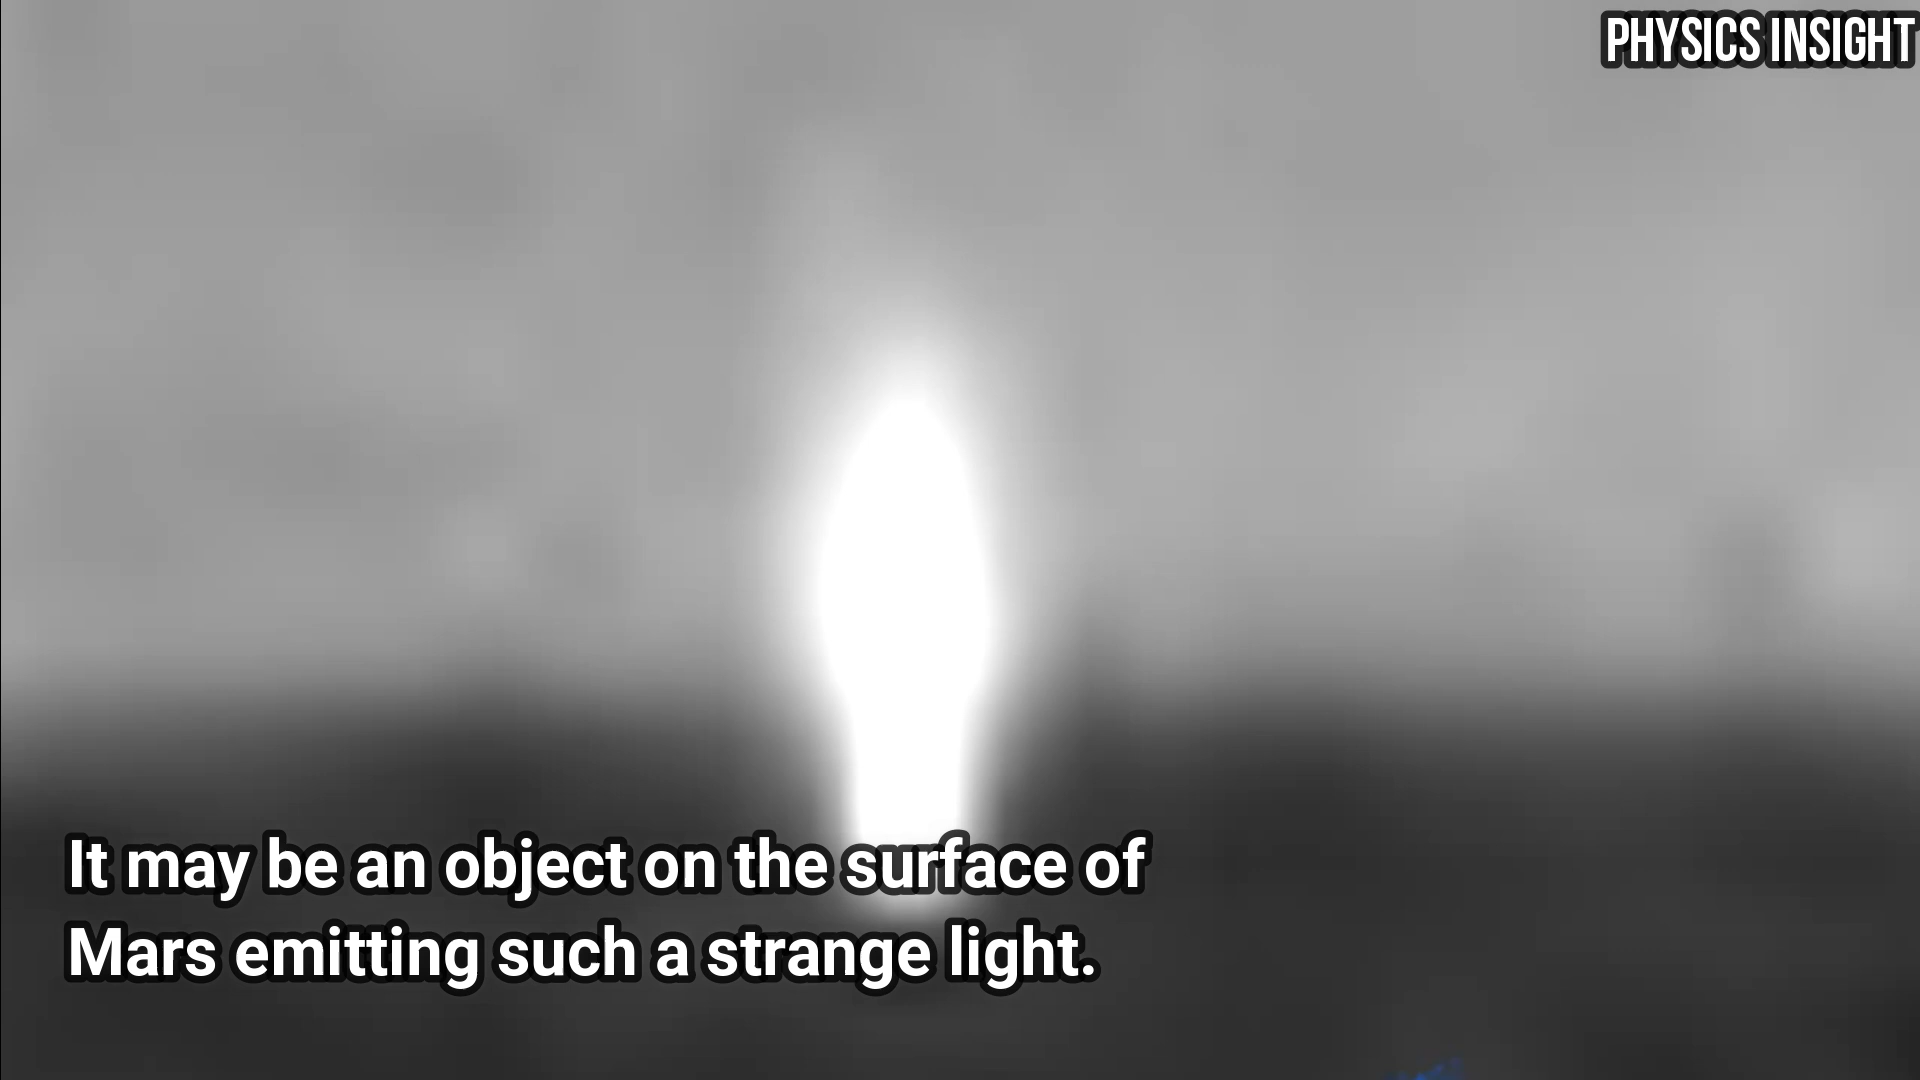 PHYSICS INSIGHT
It may be an object on the surface of
Mars emitting such a strange light.